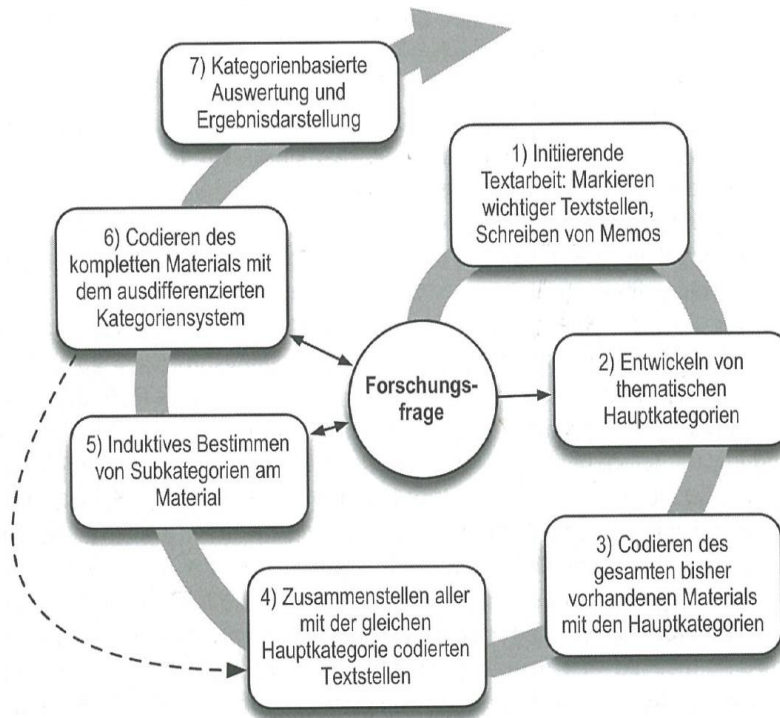 7) Kategorienbasierte
Auswertung und
Ergebnisdarstellung
1) Initiierende
Textarbeit: Markieren
wichtiger Textstellen,
Schreiben von Memos
6) Codieren des
kompletten Materials mit
dem ausdifferenzierten
Kategoriensystem
Forschungs-
frage
2) Entwickeln von
thematischen
Hauptkategorien
5) Induktives Bestimmen
von Subkategorien am
Material
3) Codieren des
gesamten bisher
vorhandenen Materials
mit den Hauptkategorien
4) Zusammenstellen aller
mit der gleichen
Hauptkategorie codierten
Textstellen